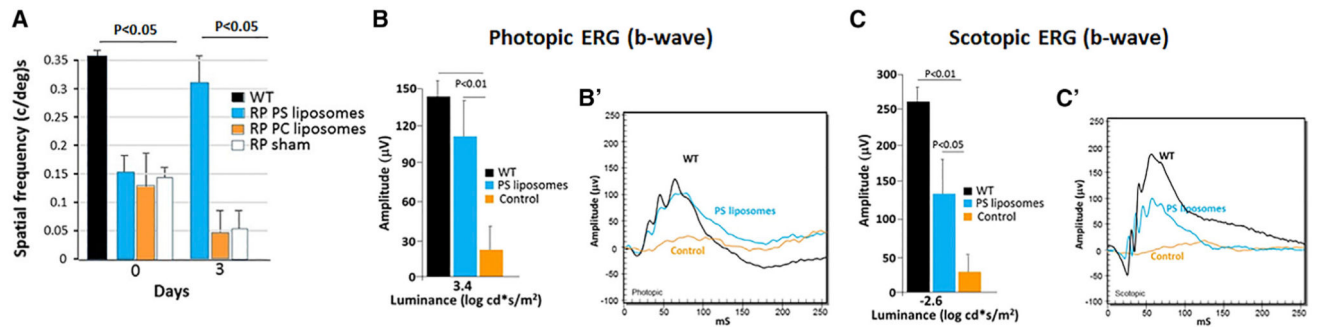 A
P<0.05
P<0.05
Spatial frequency (c/deg)s
0.35
0.3
0.25
0.15
0.05
0.05
0
WT
RP PS liposomes
RP PC liposomes
RP sham
0
3
Days
B
Photopic ERG (b-wave)
Amplitude (µV)
150
120
90
60
30
0
P<0.01
WT
PS liposomes
Control
3.4
Luminance (log cd*s/m²)
B’
Amplitude (µv)
250
200
150
100
50
0
-50
-100
WT
PS liposomes
Control
Photopic
0
50
100
150
200
250
mS
C
Scotopic ERG (b-wave)
Amplitude (µV)
300
250
200
150
100
50
0
P<0.01
P<0.05
WT
PS liposomes
Control
-2.6
Luminance (log cd*s/m²)
C’
Amplitude (µv)
250
200
150
100
50
0
-50
-100
WT
PS liposomes
Control
Scotopic
0
50
100
150
200
250
mS